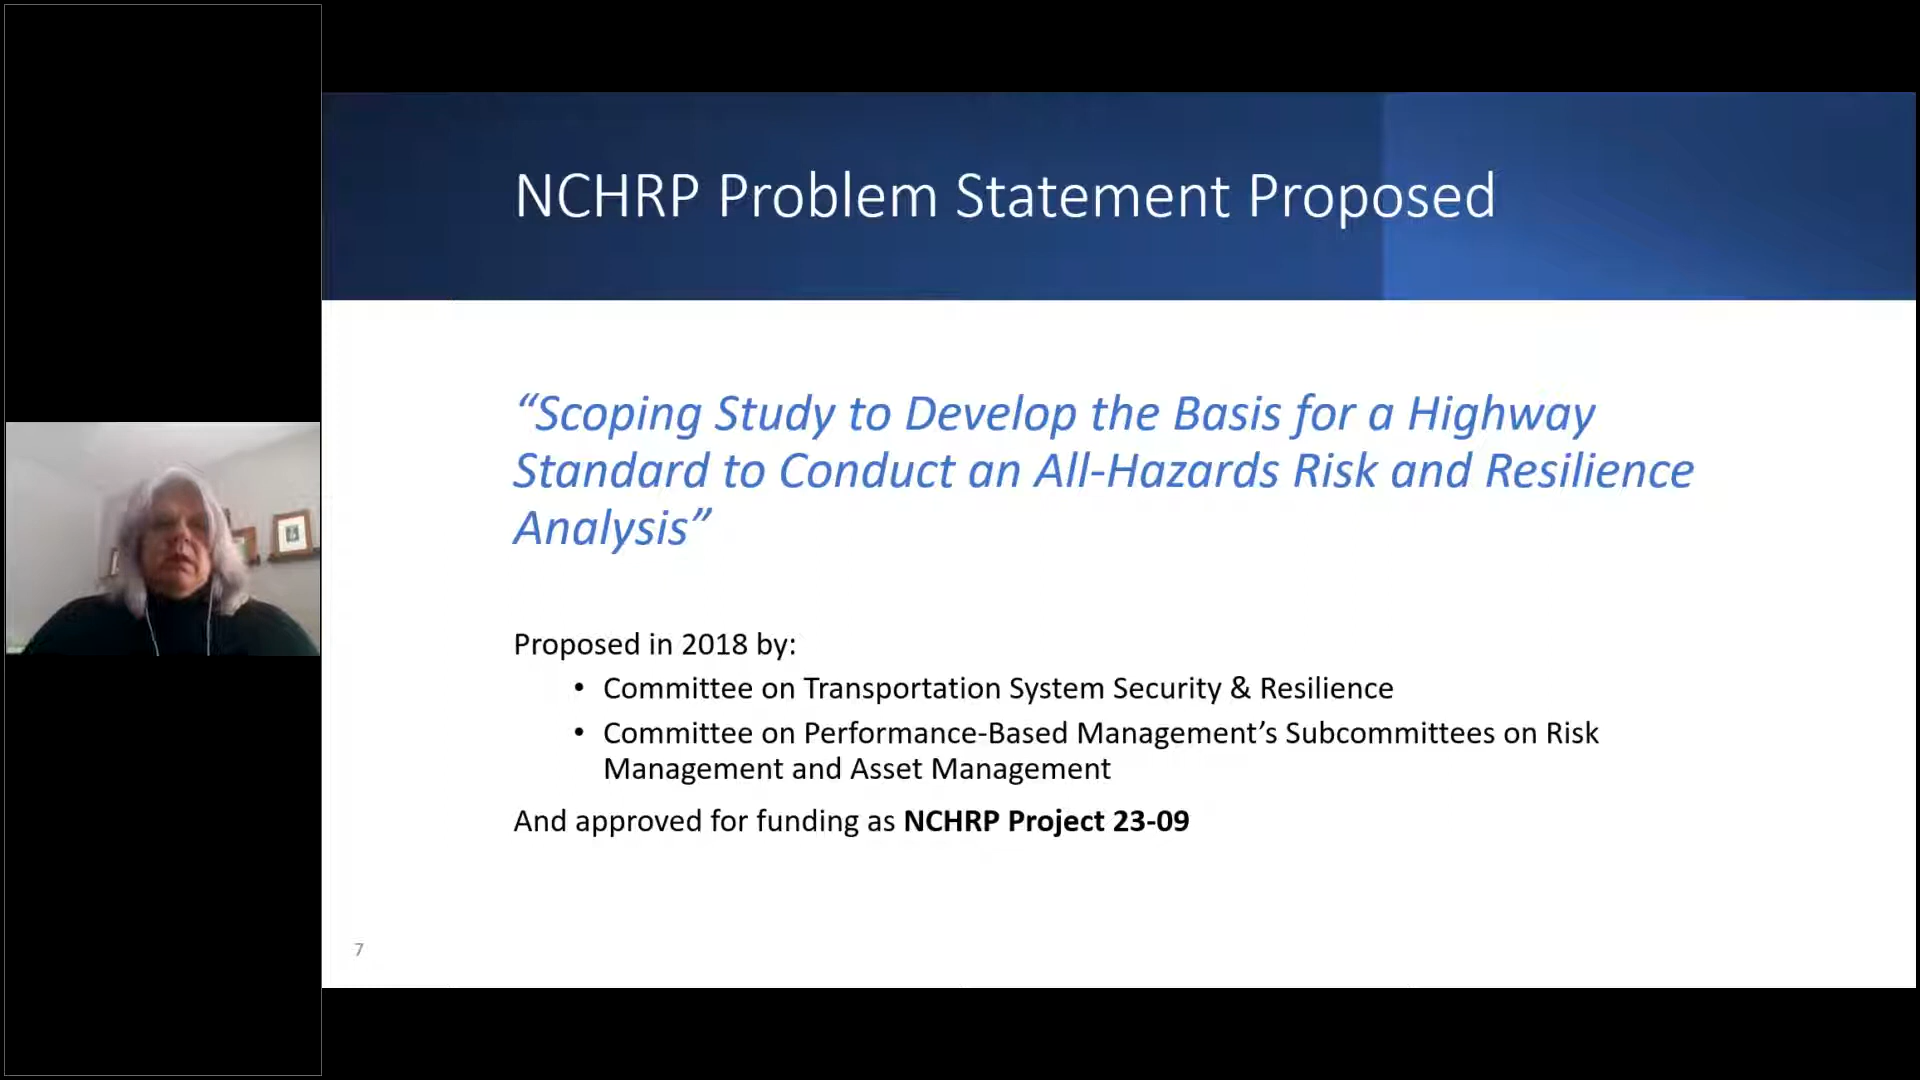 NCHRP Problem Statement Proposed
“Scoping Study to Develop the Basis for a Highway
Standard to Conduct an All-Hazards Risk and Resilience
Analysis”
Proposed in 2018 by:
• Committee on Transportation System Security & Resilience
• Committee on Performance-Based Management’s Subcommittees on Risk
Management and Asset Management
And approved for funding as NCHRP Project 23-09
7